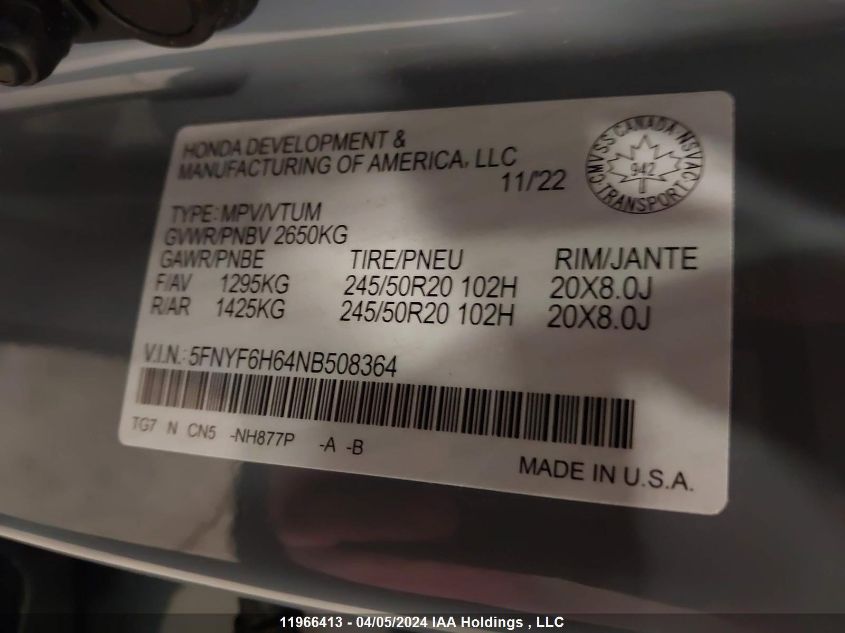 HONDA DEVELOPMENT &
MANUFACTURING OF AMERICA, LLC
11/'22
CMVSS CANADA NSVAC
942
TRANSPORT
TYPE: MPV/VTUM
GVWR/PNBV 2650KG
GAWR/PNBE TIRE/PNEU RIM/JANTE
F/AV 1295KG 245/50R20 102H 20X8.0J
R/AR 1425KG 245/50R20 102H 20X8.0J
V.I.N.: 5FNYF6H64NB508364
TG7 N CN5 -NH877P -A -B
MADE IN U.S.A.
11966413 - 04/05/2024 IAA Holdings , LLC